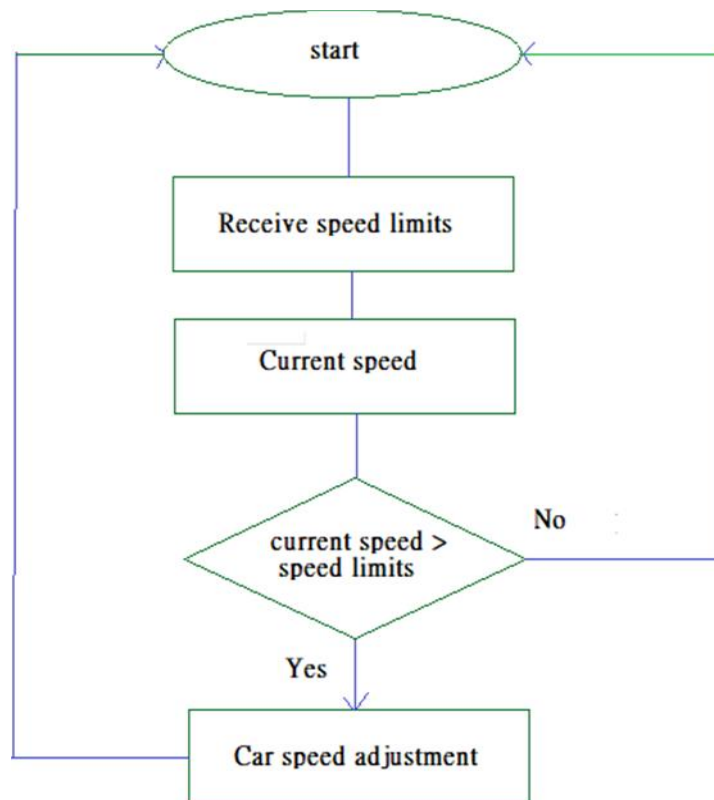 start
Receive speed limits
Current speed
current speed >
speed limits
No
Yes
Car speed adjustment